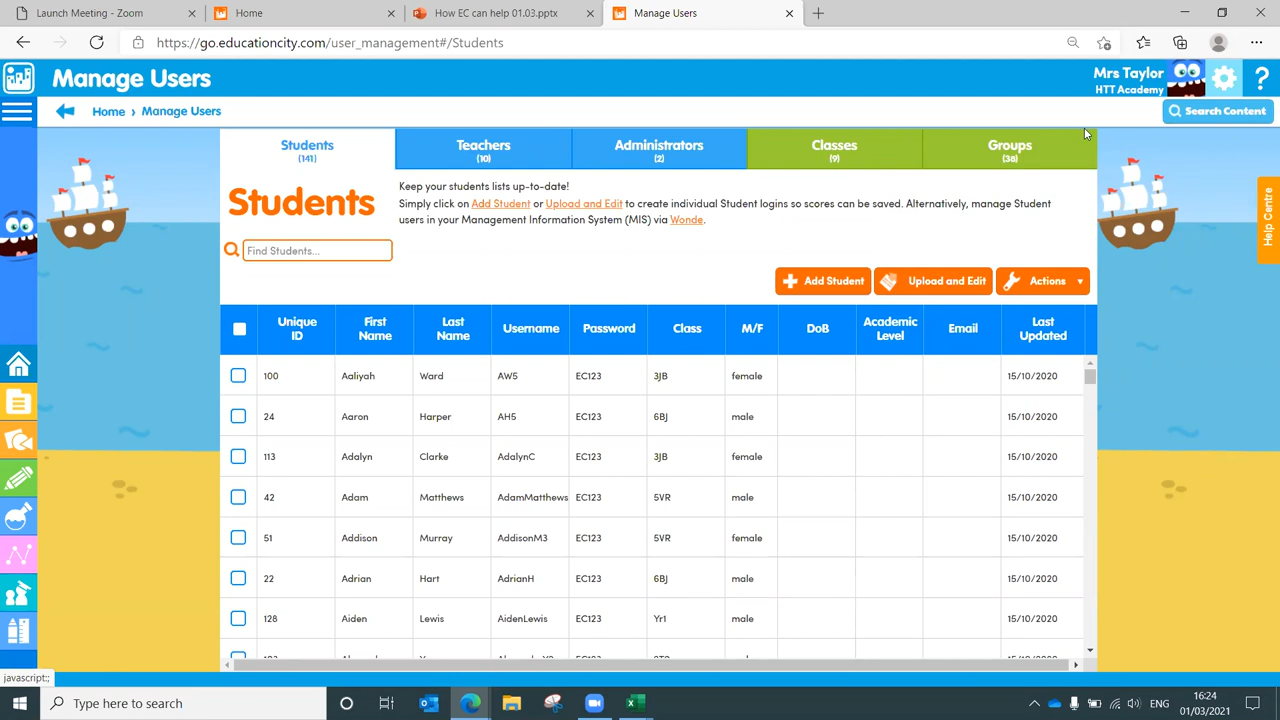 Launch Meeting - Zoom
Home
How EC can help 01.03.pptx
Manage Users
https://go.educationcity.com/user_management#/Students
Manage Users
Mrs Taylor
HTT Academy
?
Home › Manage Users
Search Content
Students
(141)
Teachers
(10)
Administrators
(2)
Classes
(9)
Groups
(38)
Students
Keep your students lists up-to-date!
Simply click on Add Student or Upload and Edit to create individual Student logins so scores can be saved. Alternatively, manage Student
users in your Management Information System (MIS) via Wonde.
Help Centre
Find Students...
Add Student
Upload and Edit
Actions
Unique ID First Name Last Name Username Password Class M/F DoB Academic Level Email Last Updated
100 Aaliyah Ward AW5 EC123 3JB female 15/10/2020
24 Aaron Harper AH5 EC123 6BJ male 15/10/2020
113 Adalyn Clarke AdalynC EC123 3JB female 15/10/2020
42 Adam Matthews AdamMatthews EC123 5VR male 15/10/2020
51 Addison Murray AddisonM3 EC123 5VR female 15/10/2020
22 Adrian Hart AdrianH EC123 6BJ male 15/10/2020
128 Aiden Lewis AidenLewis EC123 Yr1 male 15/10/2020
javascript:;
Type here to search
ENG
16:24
01/03/2021